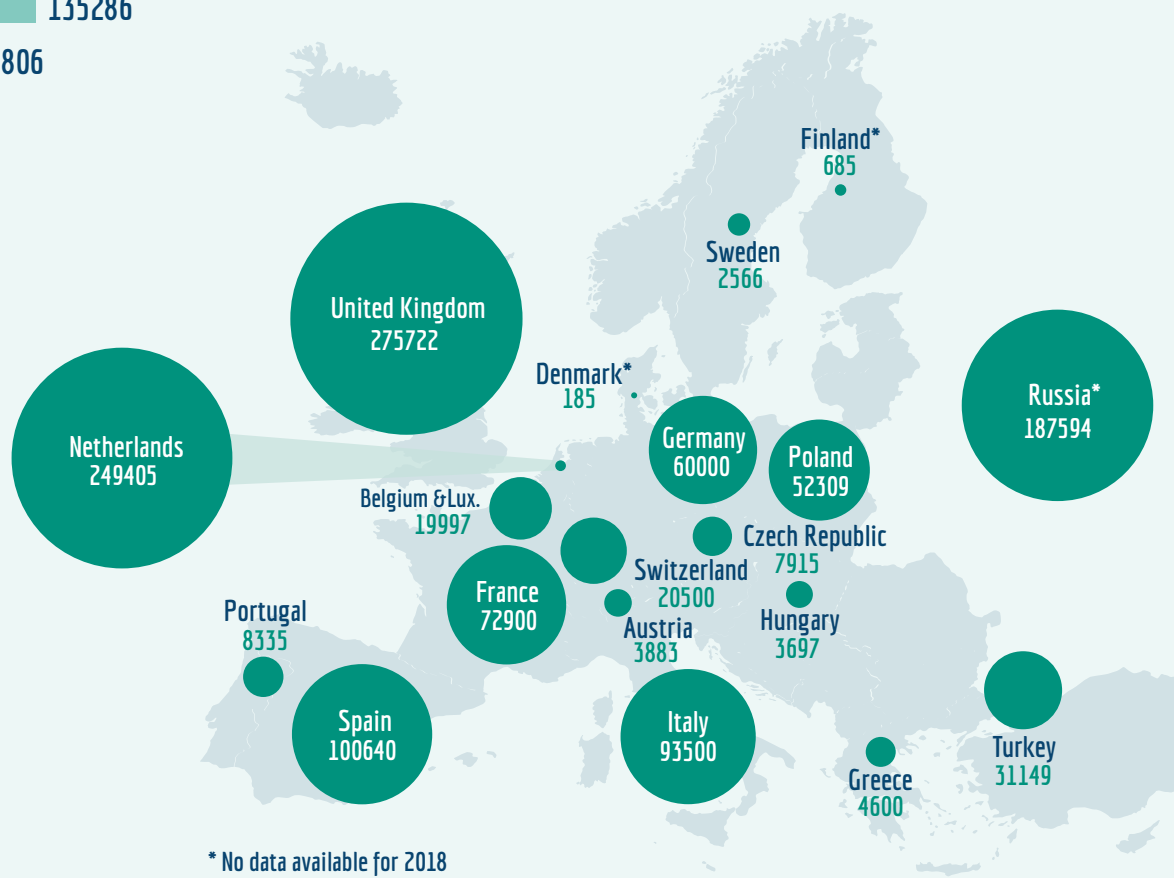 135286
806
Finland*
685
Sweden
2566
United Kingdom
275722
Denmark*
185
Russia*
187594
Netherlands
249405
Germany
60000
Poland
52309
Belgium &Lux.
19997
Czech Republic
7915
Switzerland
20500
France
72900
Austria
3883
Hungary
3697
Portugal
8335
Spain
100640
Italy
93500
Turkey
31149
Greece
4600
* No data available for 2018